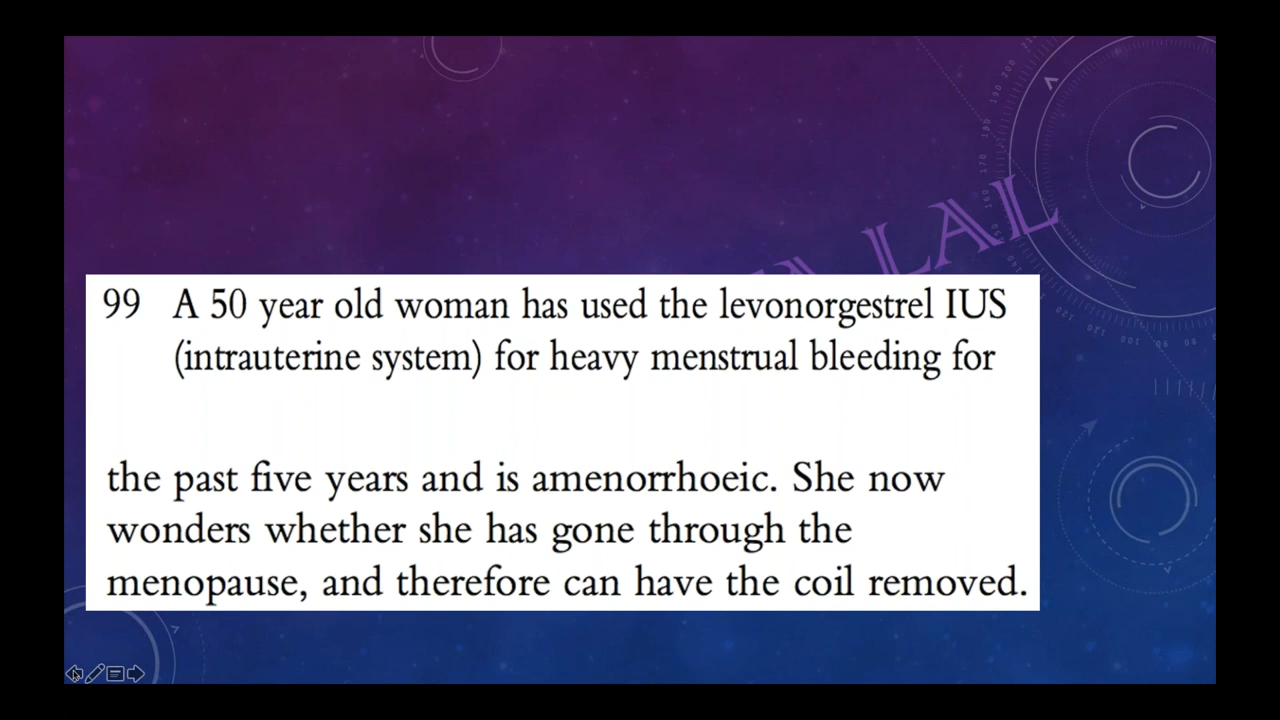 LAL
99 A 50 year old woman has used the levonorgestrel IUS
(intrauterine system) for heavy menstrual bleeding for
the past five years and is amenorrhoeic. She now
wonders whether she has gone through the
menopause, and therefore can have the coil removed.